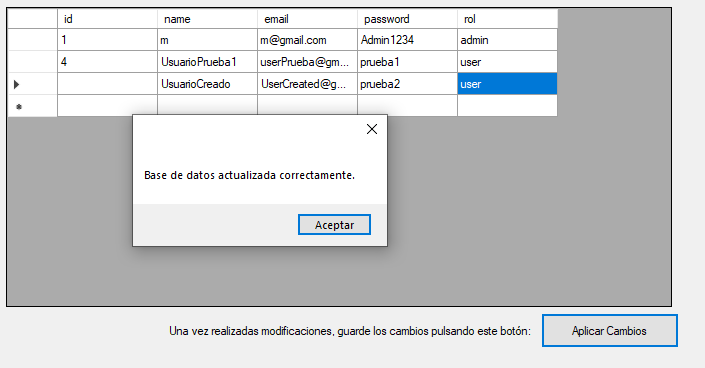 id name email password rol
1 m m@gmail.com Admin1234 admin
4 UsuarioPrueba1 userPrueba@gm... prueba1 user
UsuarioCreado UserCreated@g... prueba2 user
Base de datos actualizada correctamente.
Aceptar
Una vez realizadas modificaciones, guarde los cambios pulsando este botón: Aplicar Cambios